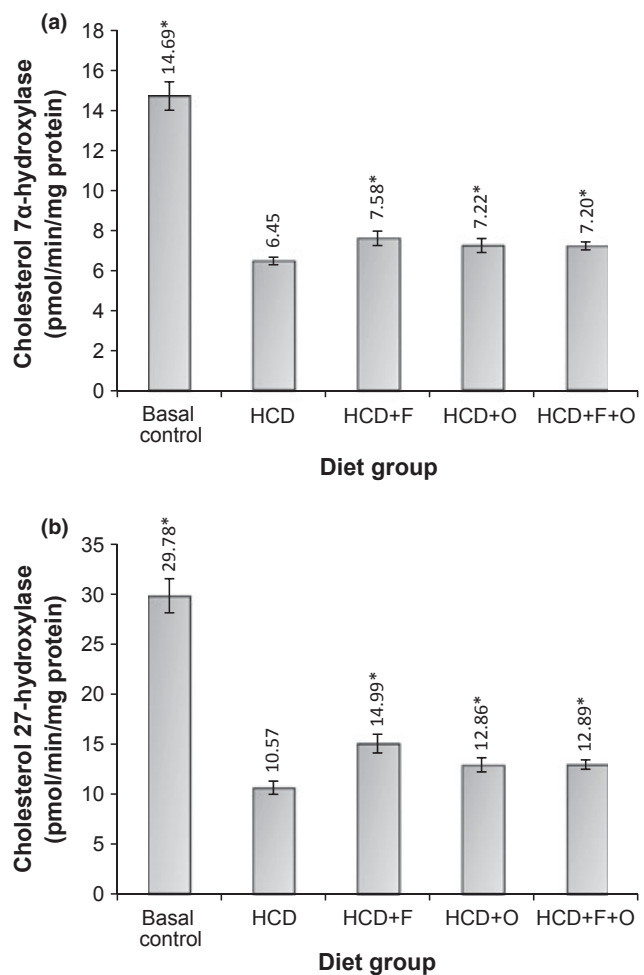 (a)
Cholesterol 7α-hydroxylase
(pmol/min/mg protein)
18
16
14
12
10
8
6
4
2
0
14.69*
6.45
7.58*
7.22*
7.20*
Basal
control
HCD
HCD+F
HCD+O
HCD+F+O
Diet group
(b)
Cholesterol 27-hydroxylase
(pmol/min/mg protein)
35
30
25
20
15
10
5
0
29.78*
10.57
14.99*
12.86*
12.89*
Basal
control
HCD
HCD+F
HCD+O
HCD+F+O
Diet group